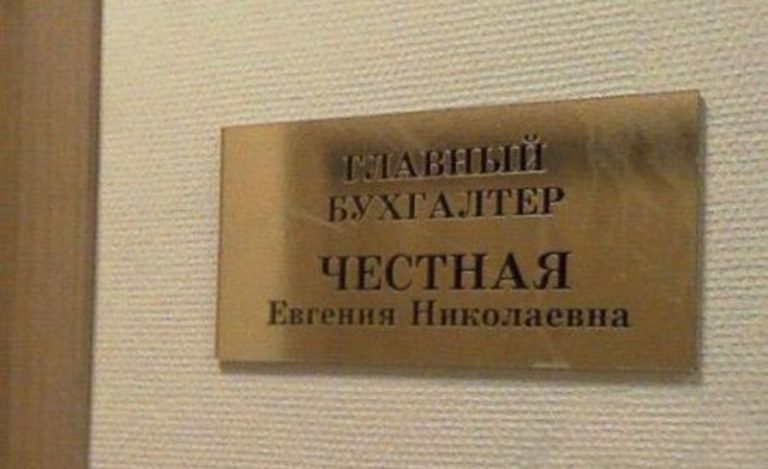 ГЛАВНЫЙ
БУХГАЛТЕР
ЧЕСТНАЯ
Евгения Николаевна